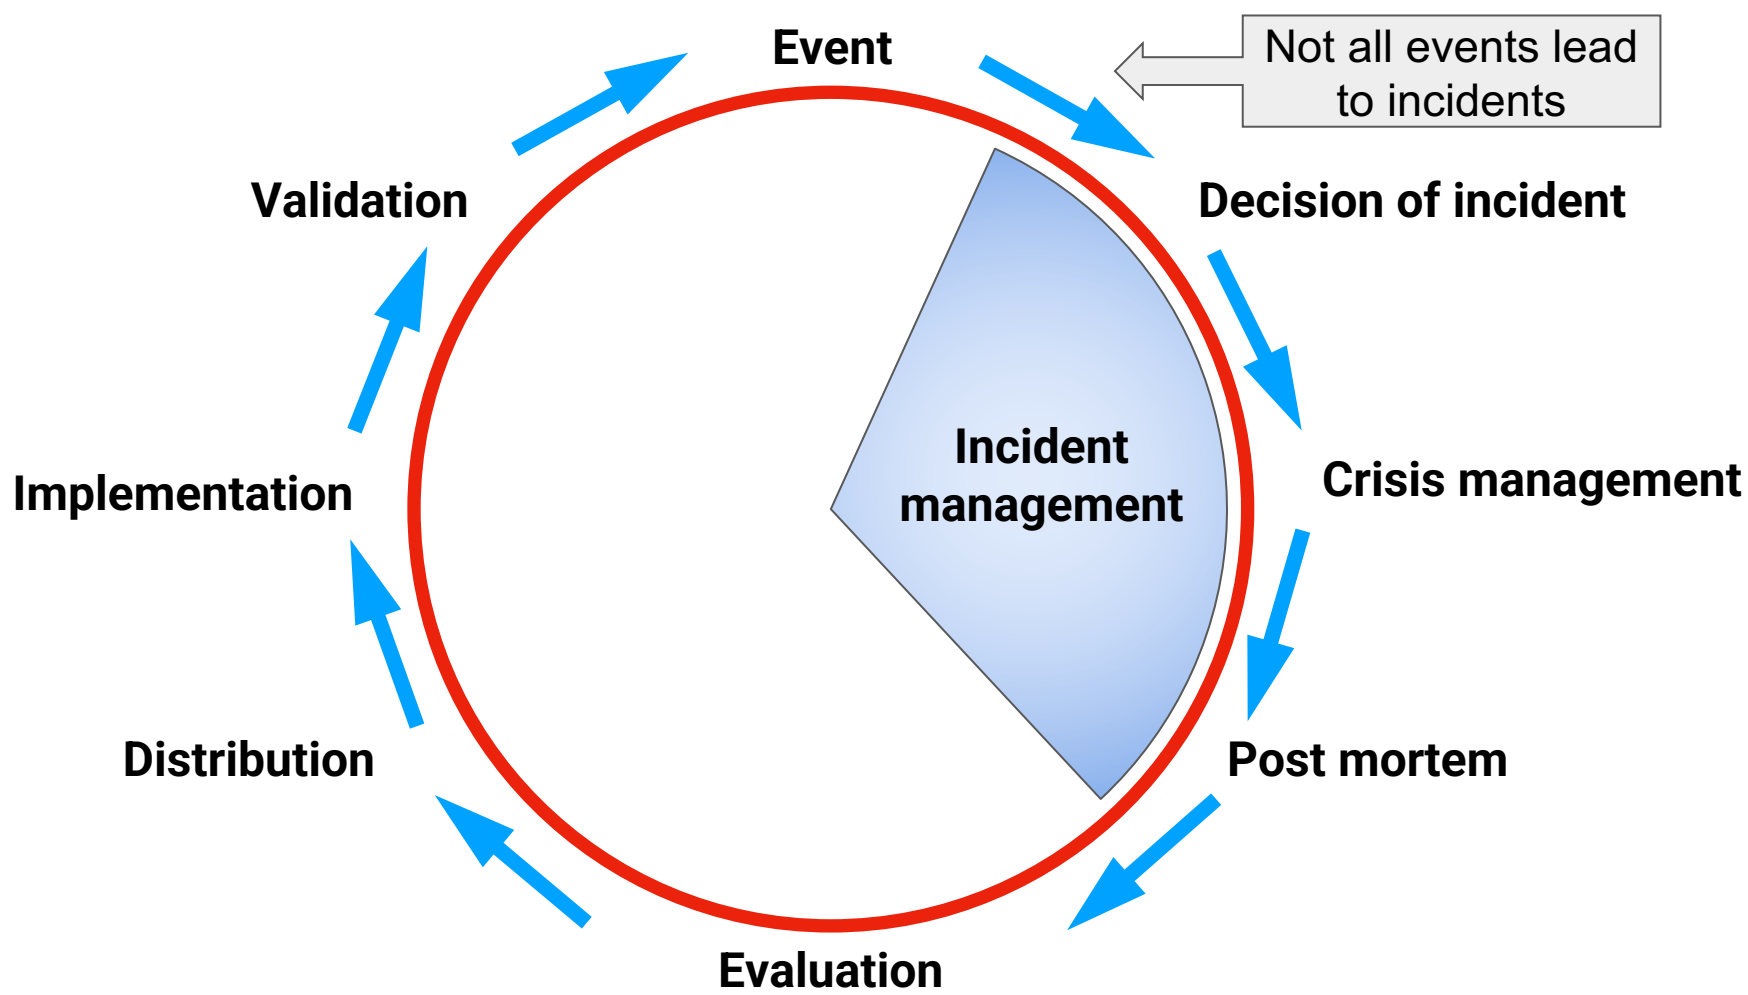 Event
Not all events lead
to incidents
Validation
Decision of incident
Incident
management
Crisis management
Implementation
Distribution
Post mortem
Evaluation